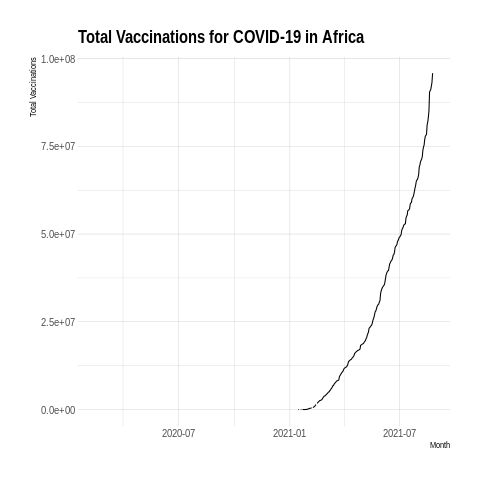 Total Vaccinations for COVID-19 in Africa
Total Vaccinations
1.0e+08
7.5e+07
5.0e+07
2.5e+07
0.0e+00
2020-07
2021-01
2021-07
Month